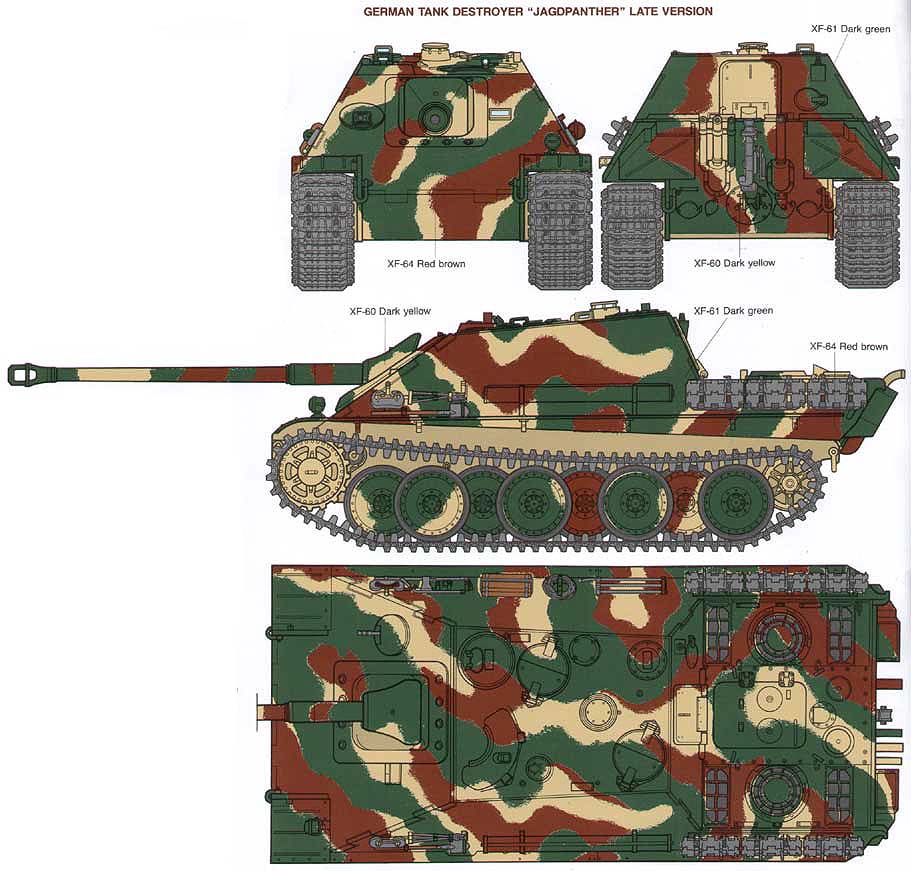 GERMAN TANK DESTROYER “JAGDPANTHER” LATE VERSION
XF-61 Dark green
XF-64 Red brown
XF-60 Dark yellow
XF-60 Dark yellow
XF-61 Dark green
XF-64 Red brown